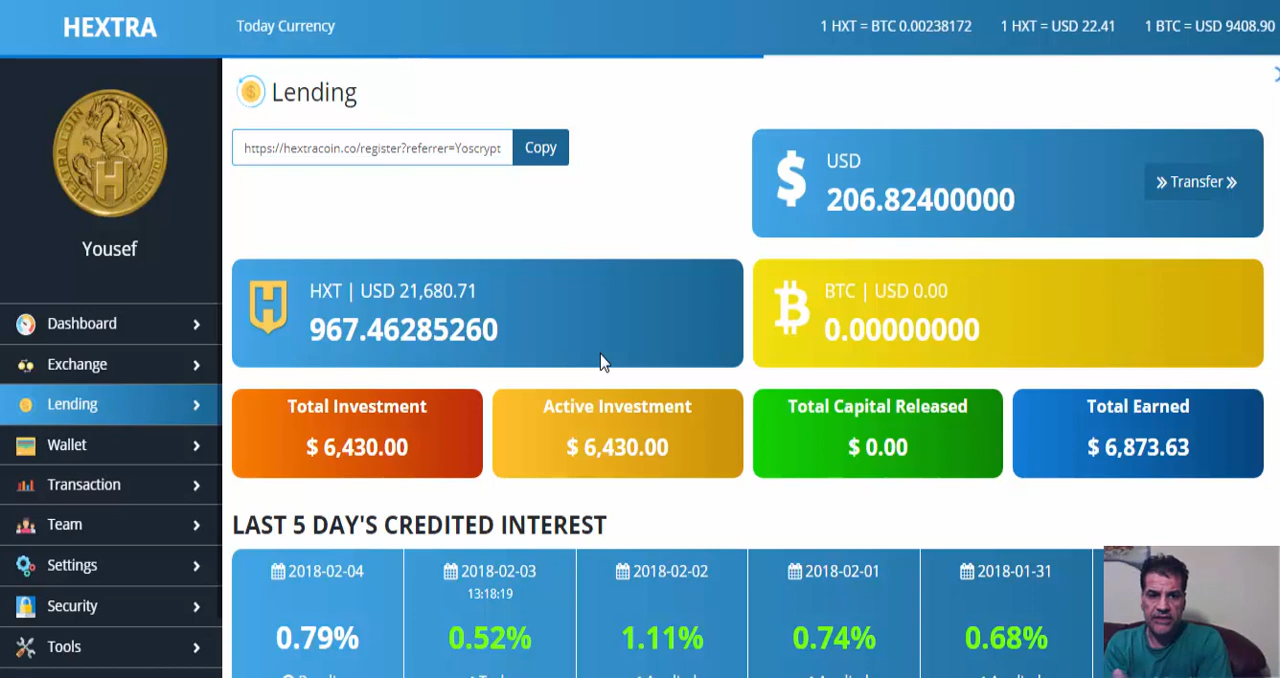 HEXTRA
Today Currency
1 HXT = BTC 0.00238172
1 HXT = USD 22.41
1 BTC = USD 9408.90
HEXTRA COIN WE ARE REVOLUTION
H
Yousef
Dashboard
Exchange
Lending
Wallet
Transaction
Team
Settings
Security
Tools
Lending
https://hextracoin.co/register?referrer=Yoscrypt
Copy
USD
206.82400000
Transfer
HXT | USD 21,680.71
967.46285260
BTC | USD 0.00
0.00000000
Total Investment
$ 6,430.00
Active Investment
$ 6,430.00
Total Capital Released
$ 0.00
Total Earned
$ 6,873.63
LAST 5 DAY'S CREDITED INTEREST
2018-02-04
0.79%
2018-02-03
13:18:19
0.52%
2018-02-02
1.11%
2018-02-01
0.74%
2018-01-31
0.68%